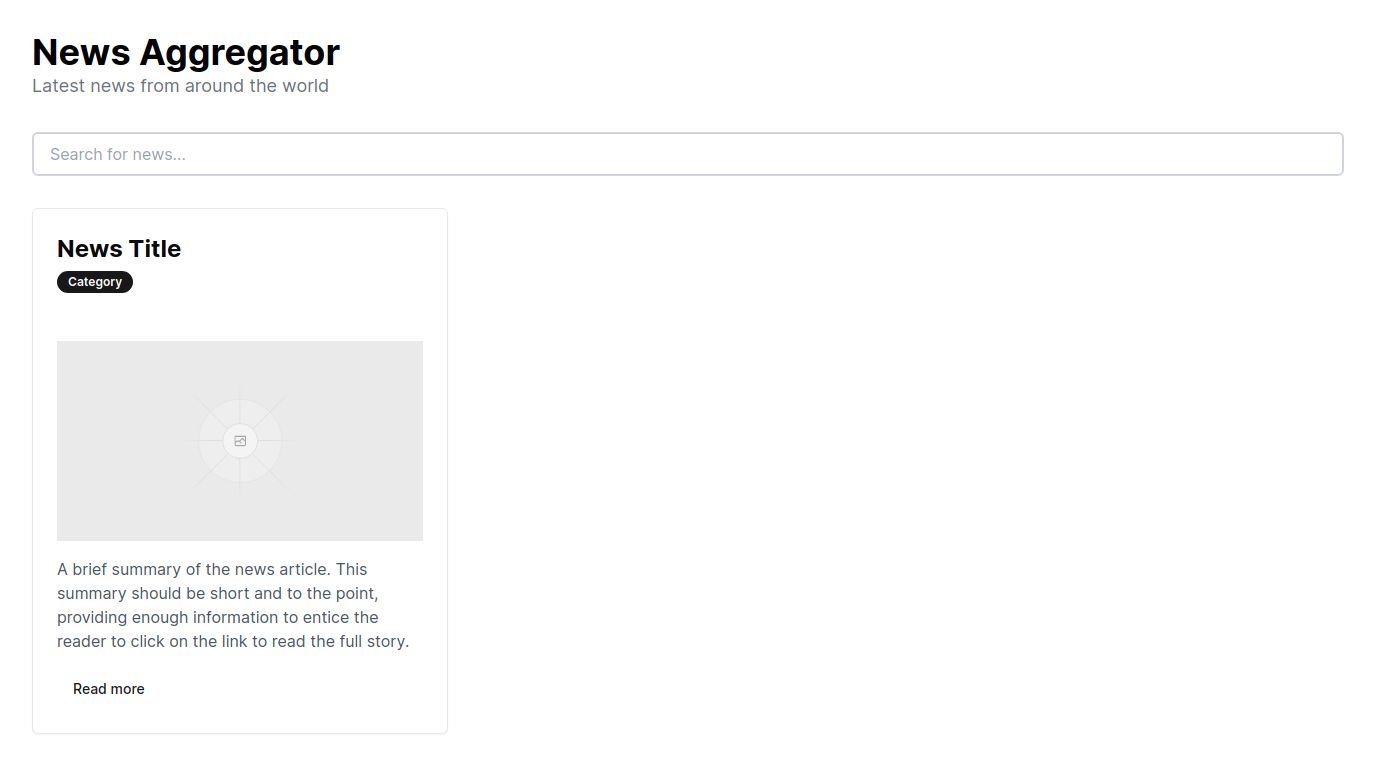 News Aggregator
Latest news from around the world
Search for news...
News Title
Category
A brief summary of the news article. This
summary should be short and to the point,
providing enough information to entice the
reader to click on the link to read the full story.
Read more